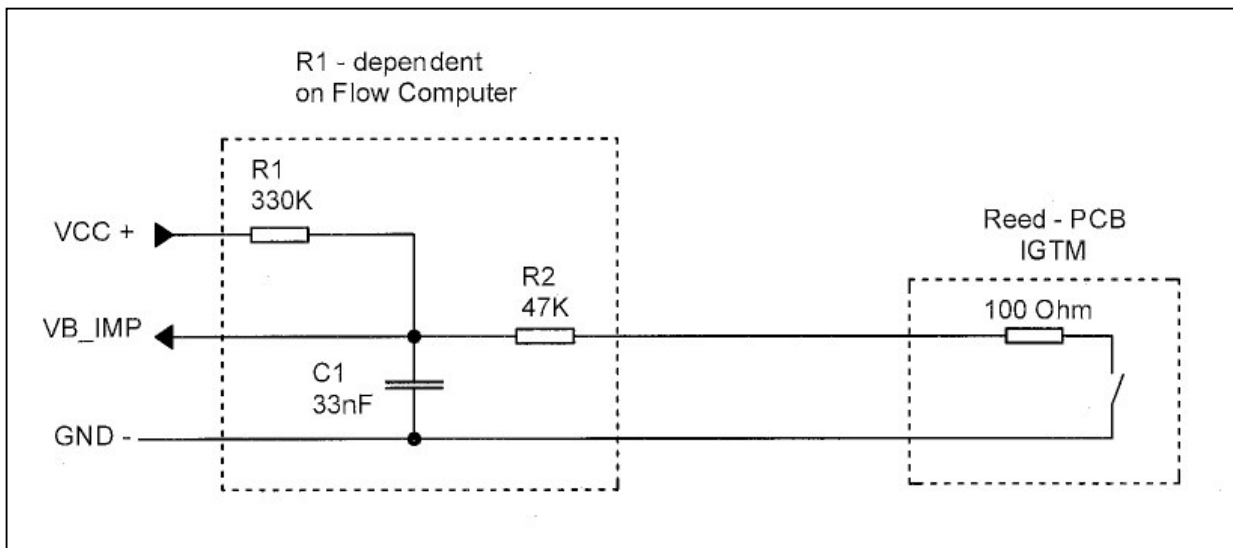 R1 - dependent
on Flow Computer
R1
330K
VCC +
Reed - PCB
IGTM
R2
47K
100 Ohm
VB_IMP
C1
33nF
GND -